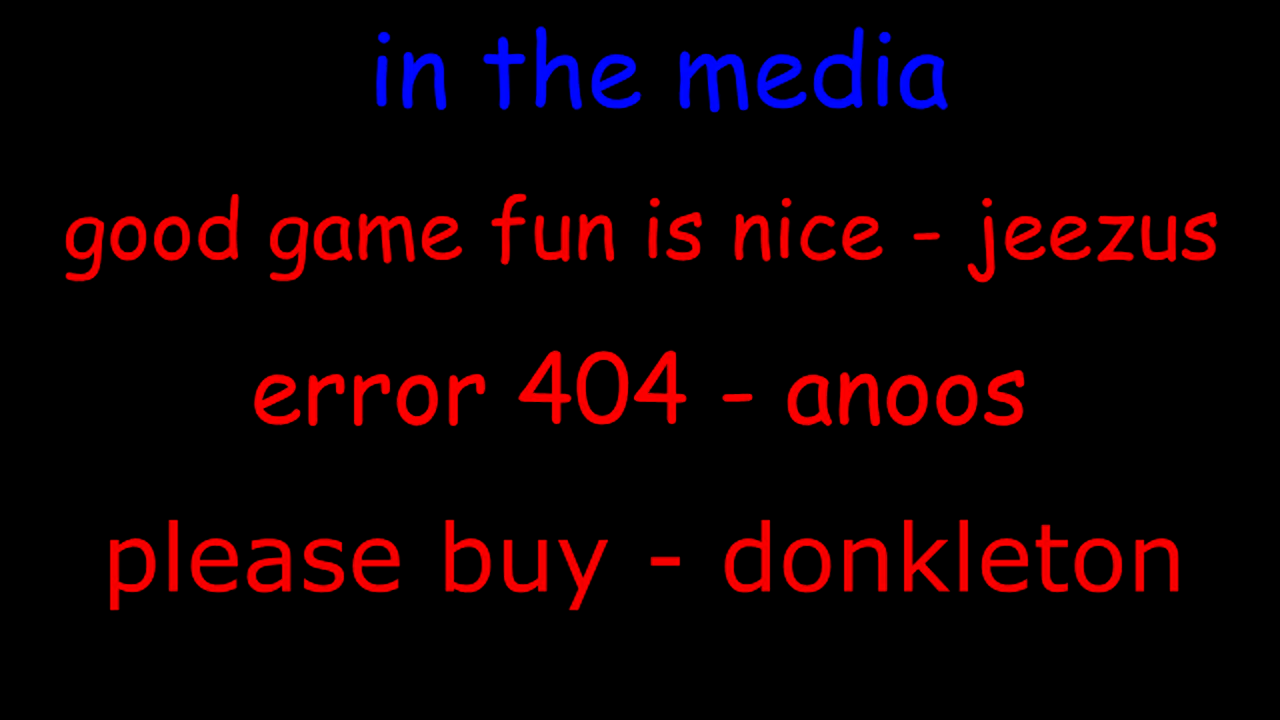 in the media
good game fun is nice - jeezus
error 404 - anoos
please buy - donkleton